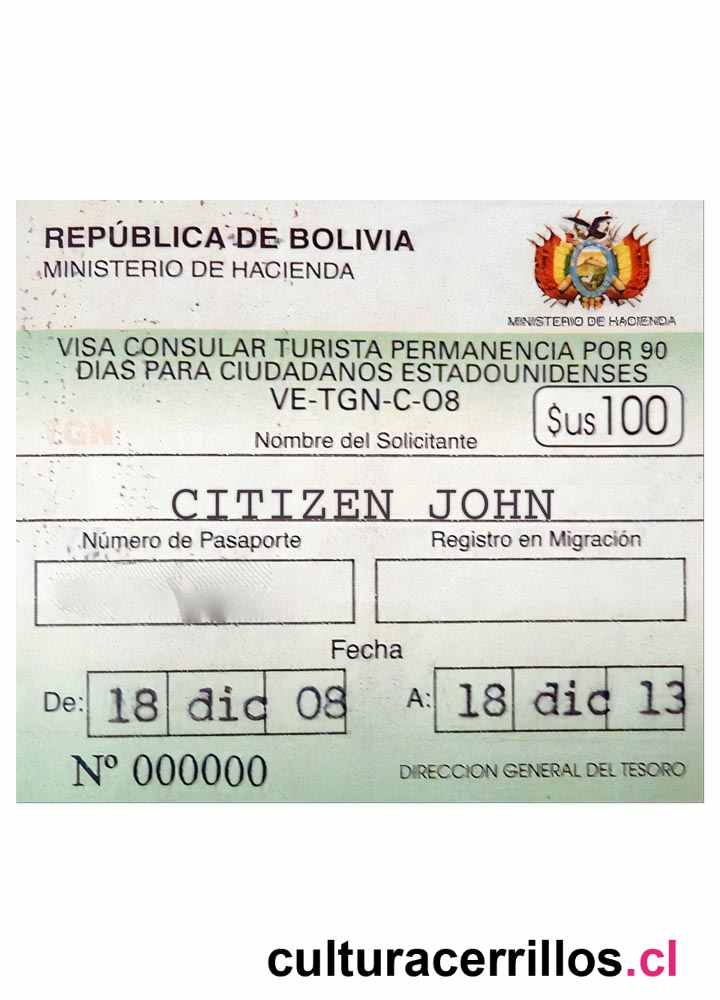 REPÚBLICA DE BOLIVIA
MINISTERIO DE HACIENDA
MINISTERIO DE HACIENDA
VISA CONSULAR TURISTA PERMANENCIA POR 90
DIAS PARA CIUDADANOS ESTADOUNIDENSES
VE-TGN-C-O8
$us 100
TGN
Nombre del Solicitante
CITIZEN JOHN
Número de Pasaporte
Registro en Migración
Fecha
De: 18 dic 08
A: 18 dic 13
Nº 000000
DIRECCION GENERAL DEL TESORO
culturacerrillos.cl